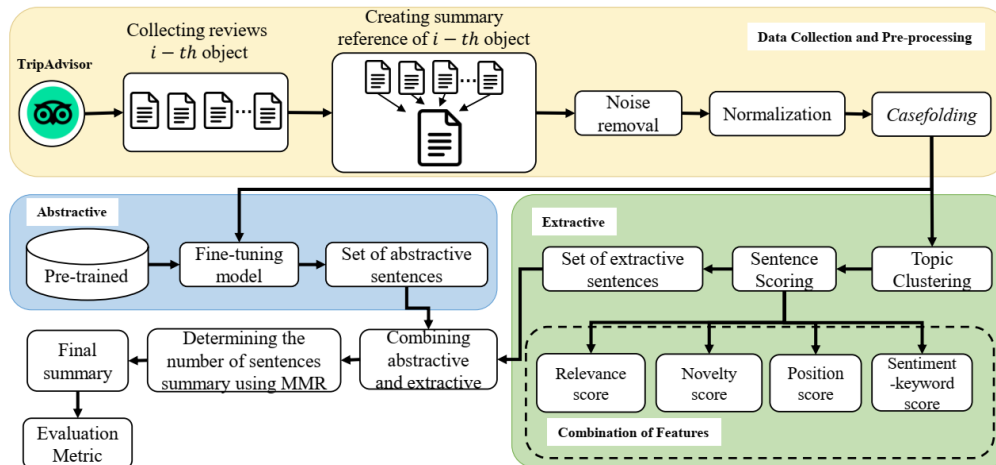 Collecting reviews
i − th object
Creating summary
reference of i − th object
Data Collection and Pre-processing
TripAdvisor
Noise
removal
Normalization
Casefolding
Abstractive
Pre-trained
Fine-tuning
model
Set of abstractive
sentences
Extractive
Set of extractive
sentences
Sentence
Scoring
Topic
Clustering
Final
summary
Determining the
number of sentences
summary using MMR
Combining
abstractive
and extractive
Relevance
score
Novelty
score
Position
score
Sentiment
-keyword
score
Combination of Features
Evaluation
Metric